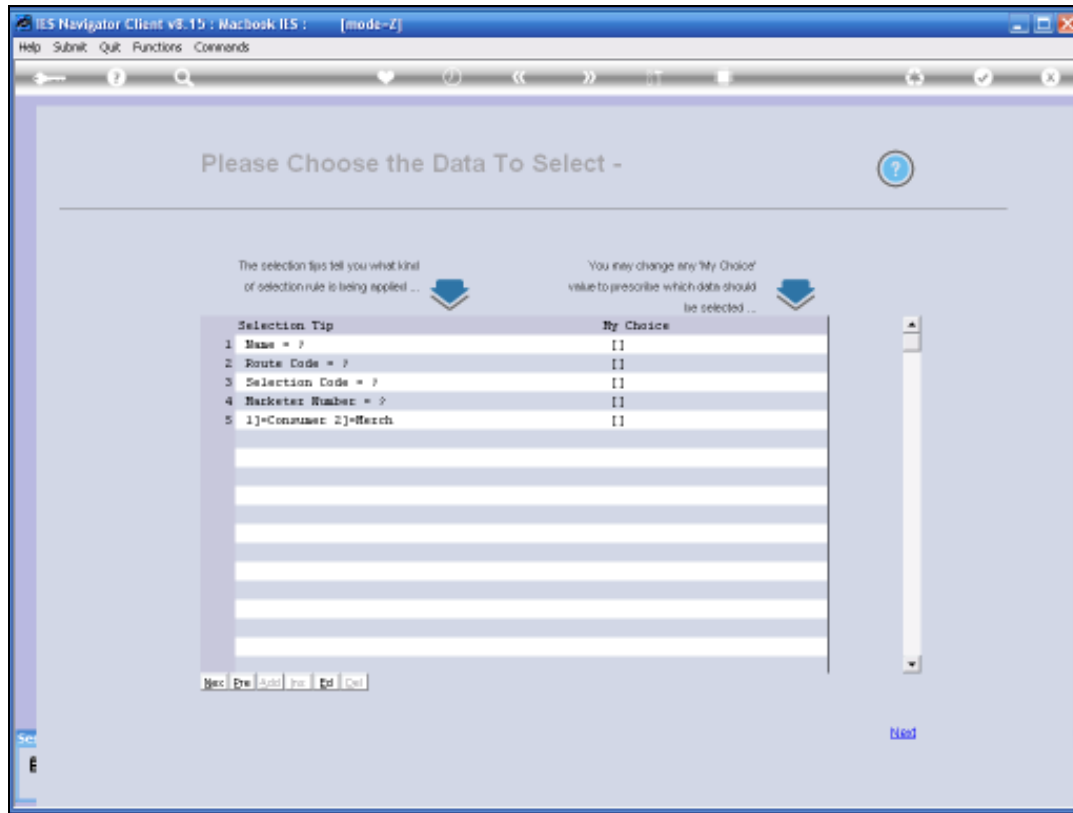 IES Navigator Client v8.1b : Macbook IES : [mode=Z]
Help Submit Quit Functions Commands
Please Choose the Data To Select -
The selection tips tell you what kind
of selection rule is being applied ...
You may change any 'My Choice'
value to prescribe which data should
be selected ...
Selection Tip My Choice
1 Name = ? []
2 Route Code = ? []
3 Selection Code = ? []
4 Marketer Number = ? []
5 1]=Consumer 2]=Merch []
Nex Pre Add Ins Ed Del
Next